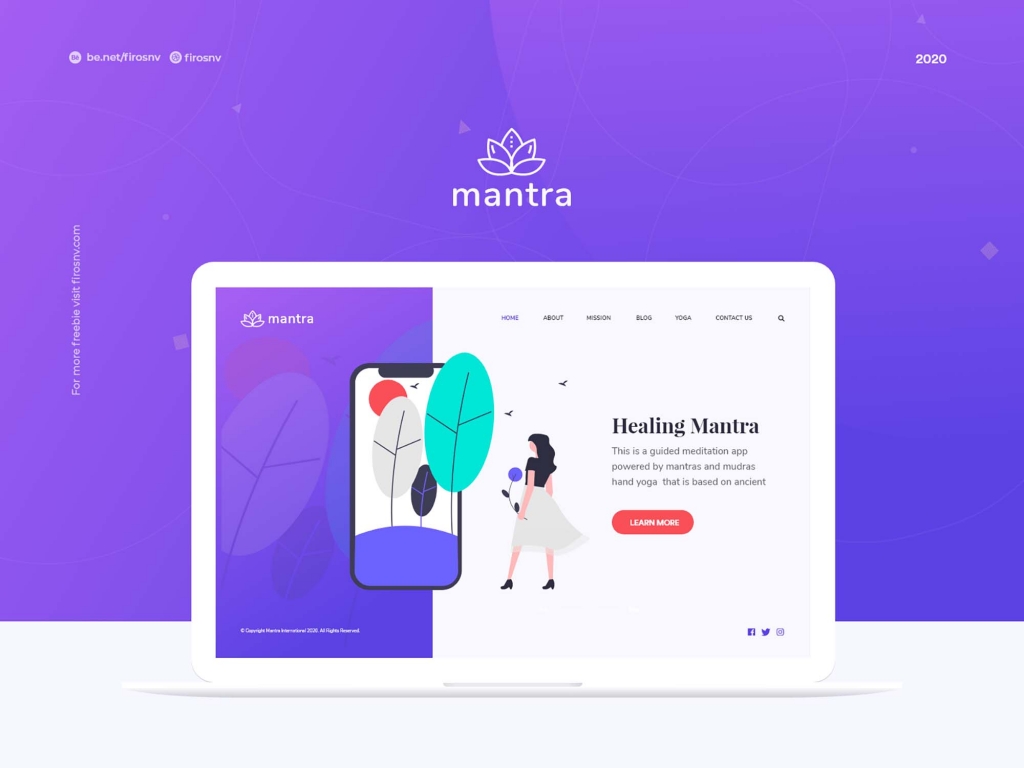 be.net/firosnv firosnv
2020
mantra
For more freebie visit firosnv.com
mantra
HOME ABOUT MISSION BLOG YOGA CONTACT US
Healing Mantra
This is a guided meditation app
powered by mantras and mudras
hand yoga that is based on ancient
LEARN MORE
© Copyright Mantra International 2020. All Rights Reserved.